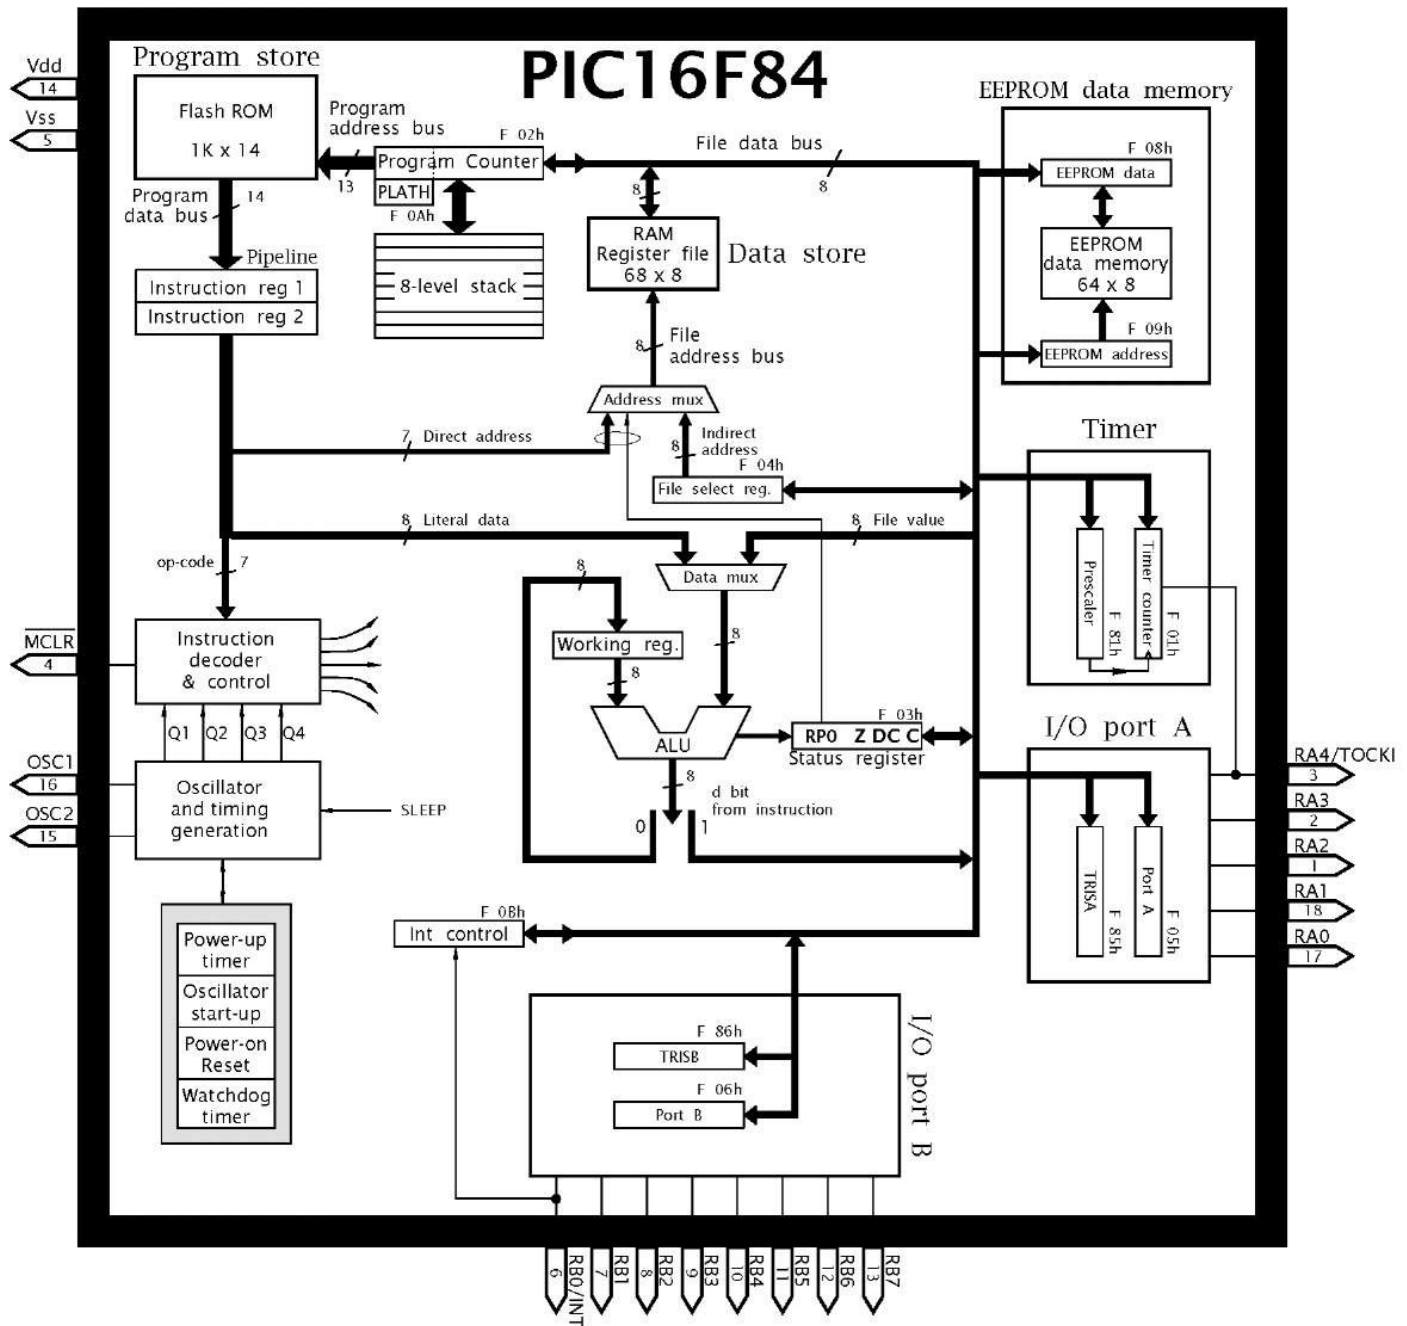 PIC16F84
Program store
Vdd
14
Vss
5
Flash ROM
1K x 14
Program
address bus
13
F 02h
Program Counter
PLATH
F 0Ah
8-level stack
Program
data bus
14
Pipeline
Instruction reg 1
Instruction reg 2
File data bus
8
8
RAM
Register file
68 x 8
Data store
8
File
address bus
Address mux
7 Direct address
8
Indirect
address
F 04h
File select reg.
EEPROM data memory
F 08h
EEPROM data
EEPROM
data memory
64 x 8
F 09h
EEPROM address
Timer
Prescaler
F 81h
Timer counter
F 01h
8 Literal data
8 File value
Data mux
op-code
7
8
Working reg.
8
8
ALU
8
F 03h
RP0 Z DC C
Status register
d bit
from instruction
0
1
MCLR
4
Instruction
decoder
& control
Q1
Q2
Q3
Q4
OSC1
16
OSC2
15
Oscillator
and timing
generation
SLEEP
Power-up
timer
Oscillator
start-up
Power-on
Reset
Watchdog
timer
I/O port A
TRISA
F 85h
Port A
F 05h
RA4/TOCKI
3
RA3
2
RA2
1
RA1
18
RA0
17
F 0Bh
Int control
I/O port B
F 86h
TRISB
F 06h
Port B
6
RB0/INT
7
RB1
8
RB2
9
RB3
10
RB4
11
RB5
12
RB6
13
RB7